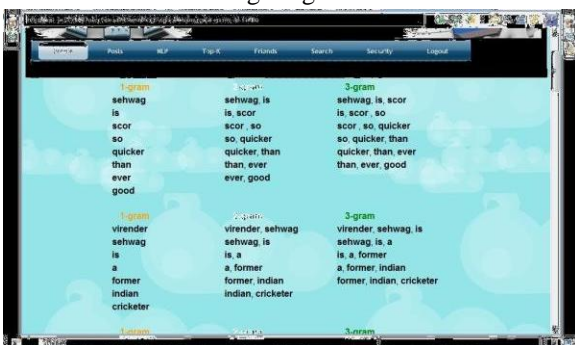 Posts NLP Top-K Friends Search Security Logout
1-gram 3-gram
sehwag sehwag, is sehwag, is, scor
is is, scor is, scor , so
scor scor , so scor , so, quicker
so so, quicker so, quicker, than
quicker quicker, than quicker, than, ever
than than, ever than, ever, good
ever ever, good
good
1-gram 3-gram
virender virender, sehwag virender, sehwag, is
sehwag sehwag, is sehwag, is, a
is is, a is, a, former
a a, former a, former, indian
former former, indian former, indian, cricketer
indian indian, cricketer
cricketer
1-gram 3-gram